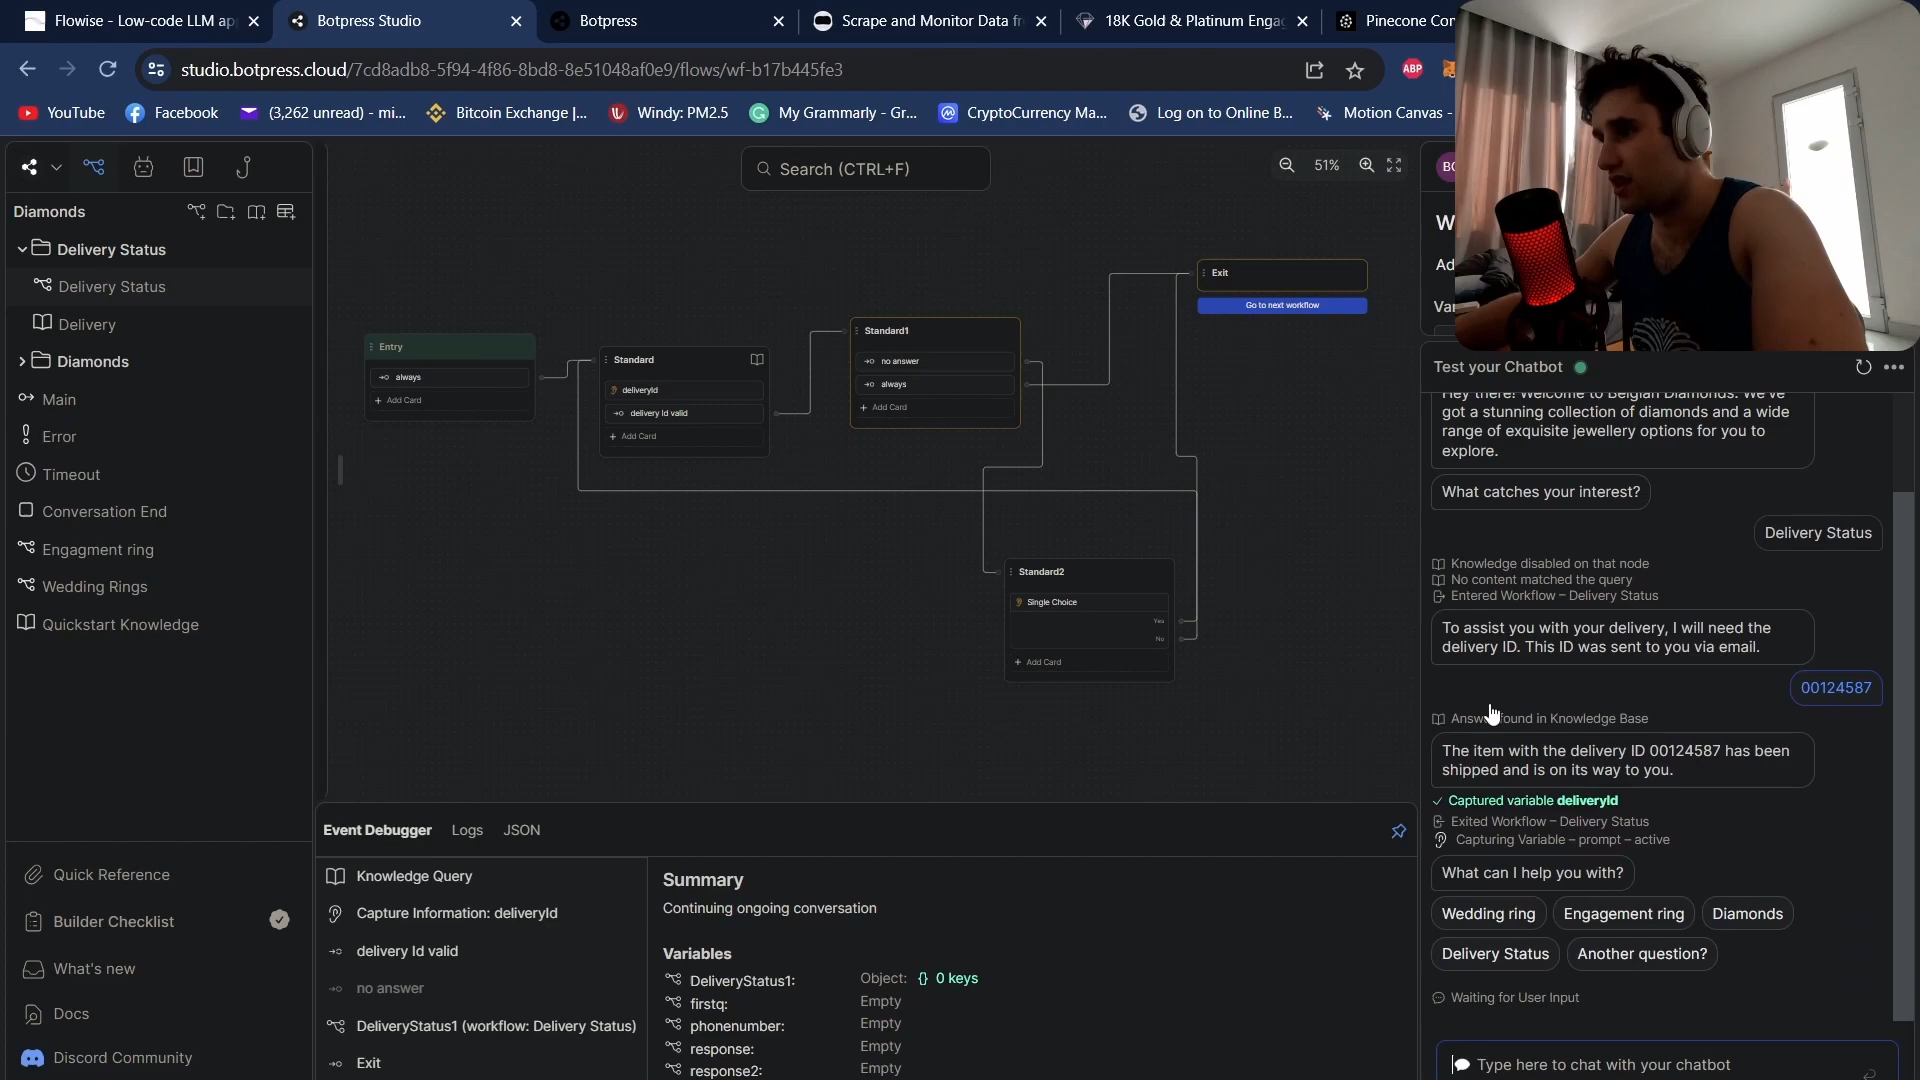 Flowise - Low-code LLM ap
Botpress Studio
Botpress
Scrape and Monitor Data fr
18K Gold & Platinum Engag
Pinecone Con
studio.botpress.cloud/7cd8adb8-5f94-4f86-8bd8-8e51048af0e9/flows/wf-b17b445fe3
ABP
YouTube
Facebook
(3,262 unread) - mi...
Bitcoin Exchange |...
Windy: PM2.5
My Grammarly - Gr...
CryptoCurrency Ma...
Log on to Online B...
Motion Canvas -
Search (CTRL+F)
51%
Diamonds
Delivery Status
Delivery Status
Delivery
Diamonds
Main
Error
Timeout
Conversation End
Engagment ring
Wedding Rings
Quickstart Knowledge
Quick Reference
Builder Checklist
What's new
Docs
Discord Community
Entry
always
+ Add Card
Standard
deliveryId
delivery Id valid
+ Add Card
Standard1
no answer
always
+ Add Card
Exit
Go to next workflow
Standard2
Single Choice
Yes
No
+ Add Card
Event Debugger
Logs
JSON
Knowledge Query
Capture Information: deliveryId
delivery Id valid
no answer
DeliveryStatus1 (workflow: Delivery Status)
Exit
Summary
Continuing ongoing conversation
Variables
DeliveryStatus1: Object: {} 0 keys
firstq: Empty
phonenumber: Empty
response: Empty
response2: Empty
Test your Chatbot
Hey there! Welcome to Belgian Diamonds. We've
got a stunning collection of diamonds and a wide
range of exquisite jewellery options for you to
explore.
What catches your interest?
Delivery Status
Knowledge disabled on that node
No content matched the query
Entered Workflow – Delivery Status
To assist you with your delivery, I will need the
delivery ID. This ID was sent to you via email.
00124587
found in Knowledge Base
The item with the delivery ID 00124587 has been
shipped and is on its way to you.
Captured variable deliveryId
Exited Workflow – Delivery Status
Capturing Variable – prompt – active
What can I help you with?
Wedding ring
Engagement ring
Diamonds
Delivery Status
Another question?
Waiting for User Input
Type here to chat with your chatbot